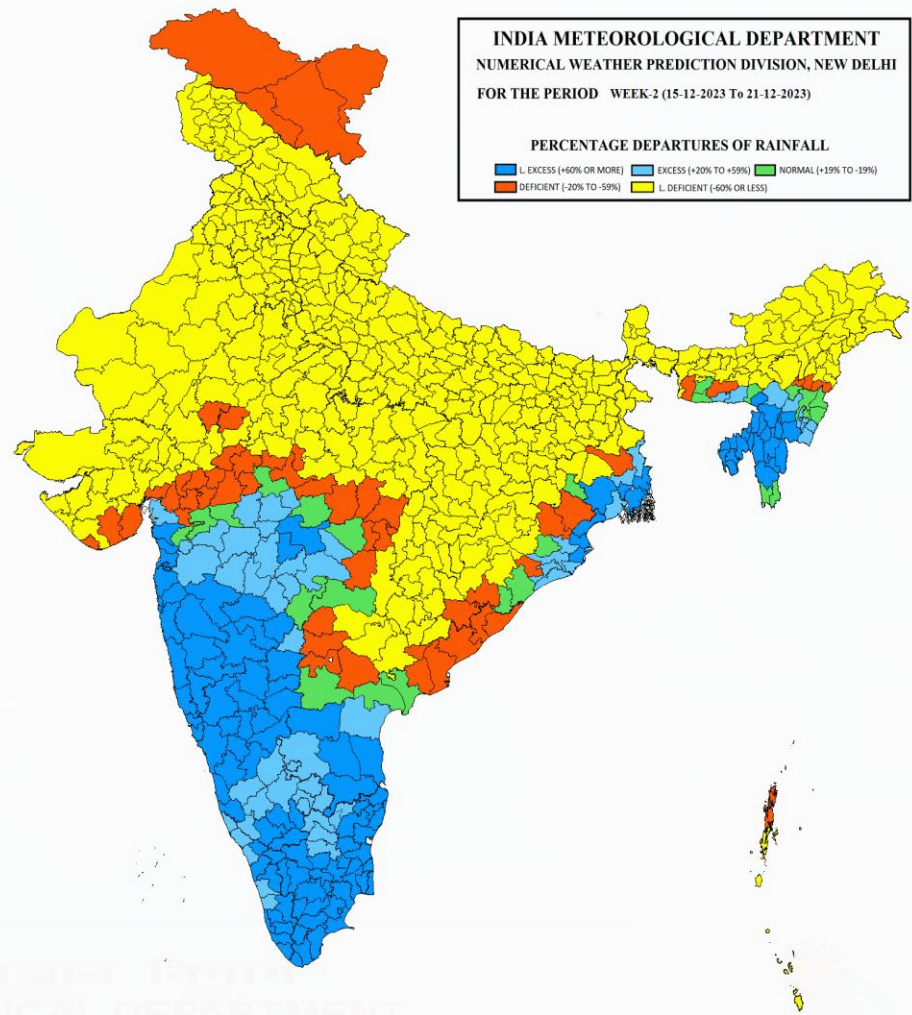 INDIA METEOROLOGICAL DEPARTMENT
NUMERICAL WEATHER PREDICTION DIVISION, NEW DELHI
FOR THE PERIOD WEEK-2 (15-12-2023 To 21-12-2023)
PERCENTAGE DEPARTURES OF RAINFALL
L. EXCESS (+60% OR MORE) EXCESS (+20% TO +59%) NORMAL (+19% TO -19%)
DEFICIENT (-20% TO -59%) L. DEFICIENT (-60% OR LESS)